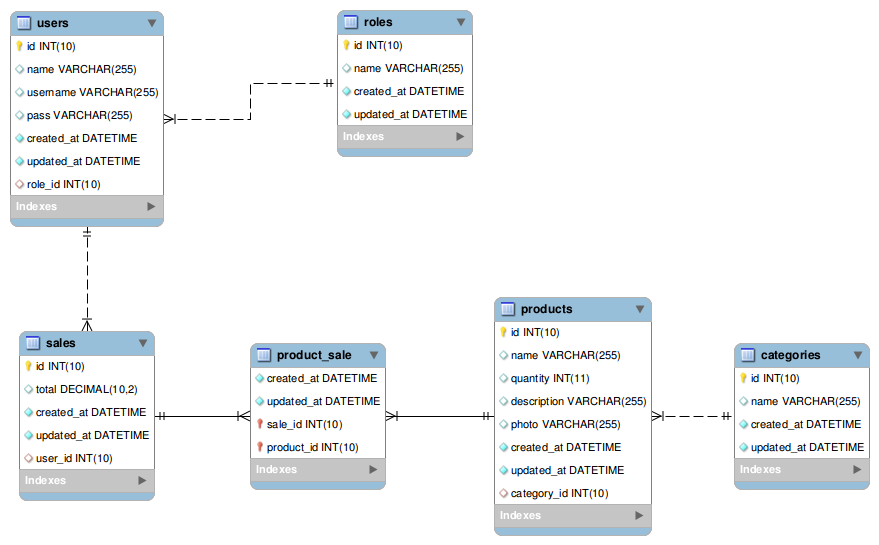 users
id INT(10)
name VARCHAR(255)
username VARCHAR(255)
pass VARCHAR(255)
created_at DATETIME
updated_at DATETIME
role_id INT(10)
Indexes
roles
id INT(10)
name VARCHAR(255)
created_at DATETIME
updated_at DATETIME
Indexes
sales
id INT(10)
total DECIMAL(10,2)
created_at DATETIME
updated_at DATETIME
user_id INT(10)
Indexes
product_sale
created_at DATETIME
updated_at DATETIME
sale_id INT(10)
product_id INT(10)
Indexes
products
id INT(10)
name VARCHAR(255)
quantity INT(11)
description VARCHAR(255)
photo VARCHAR(255)
created_at DATETIME
updated_at DATETIME
category_id INT(10)
Indexes
categories
id INT(10)
name VARCHAR(255)
created_at DATETIME
updated_at DATETIME
Indexes